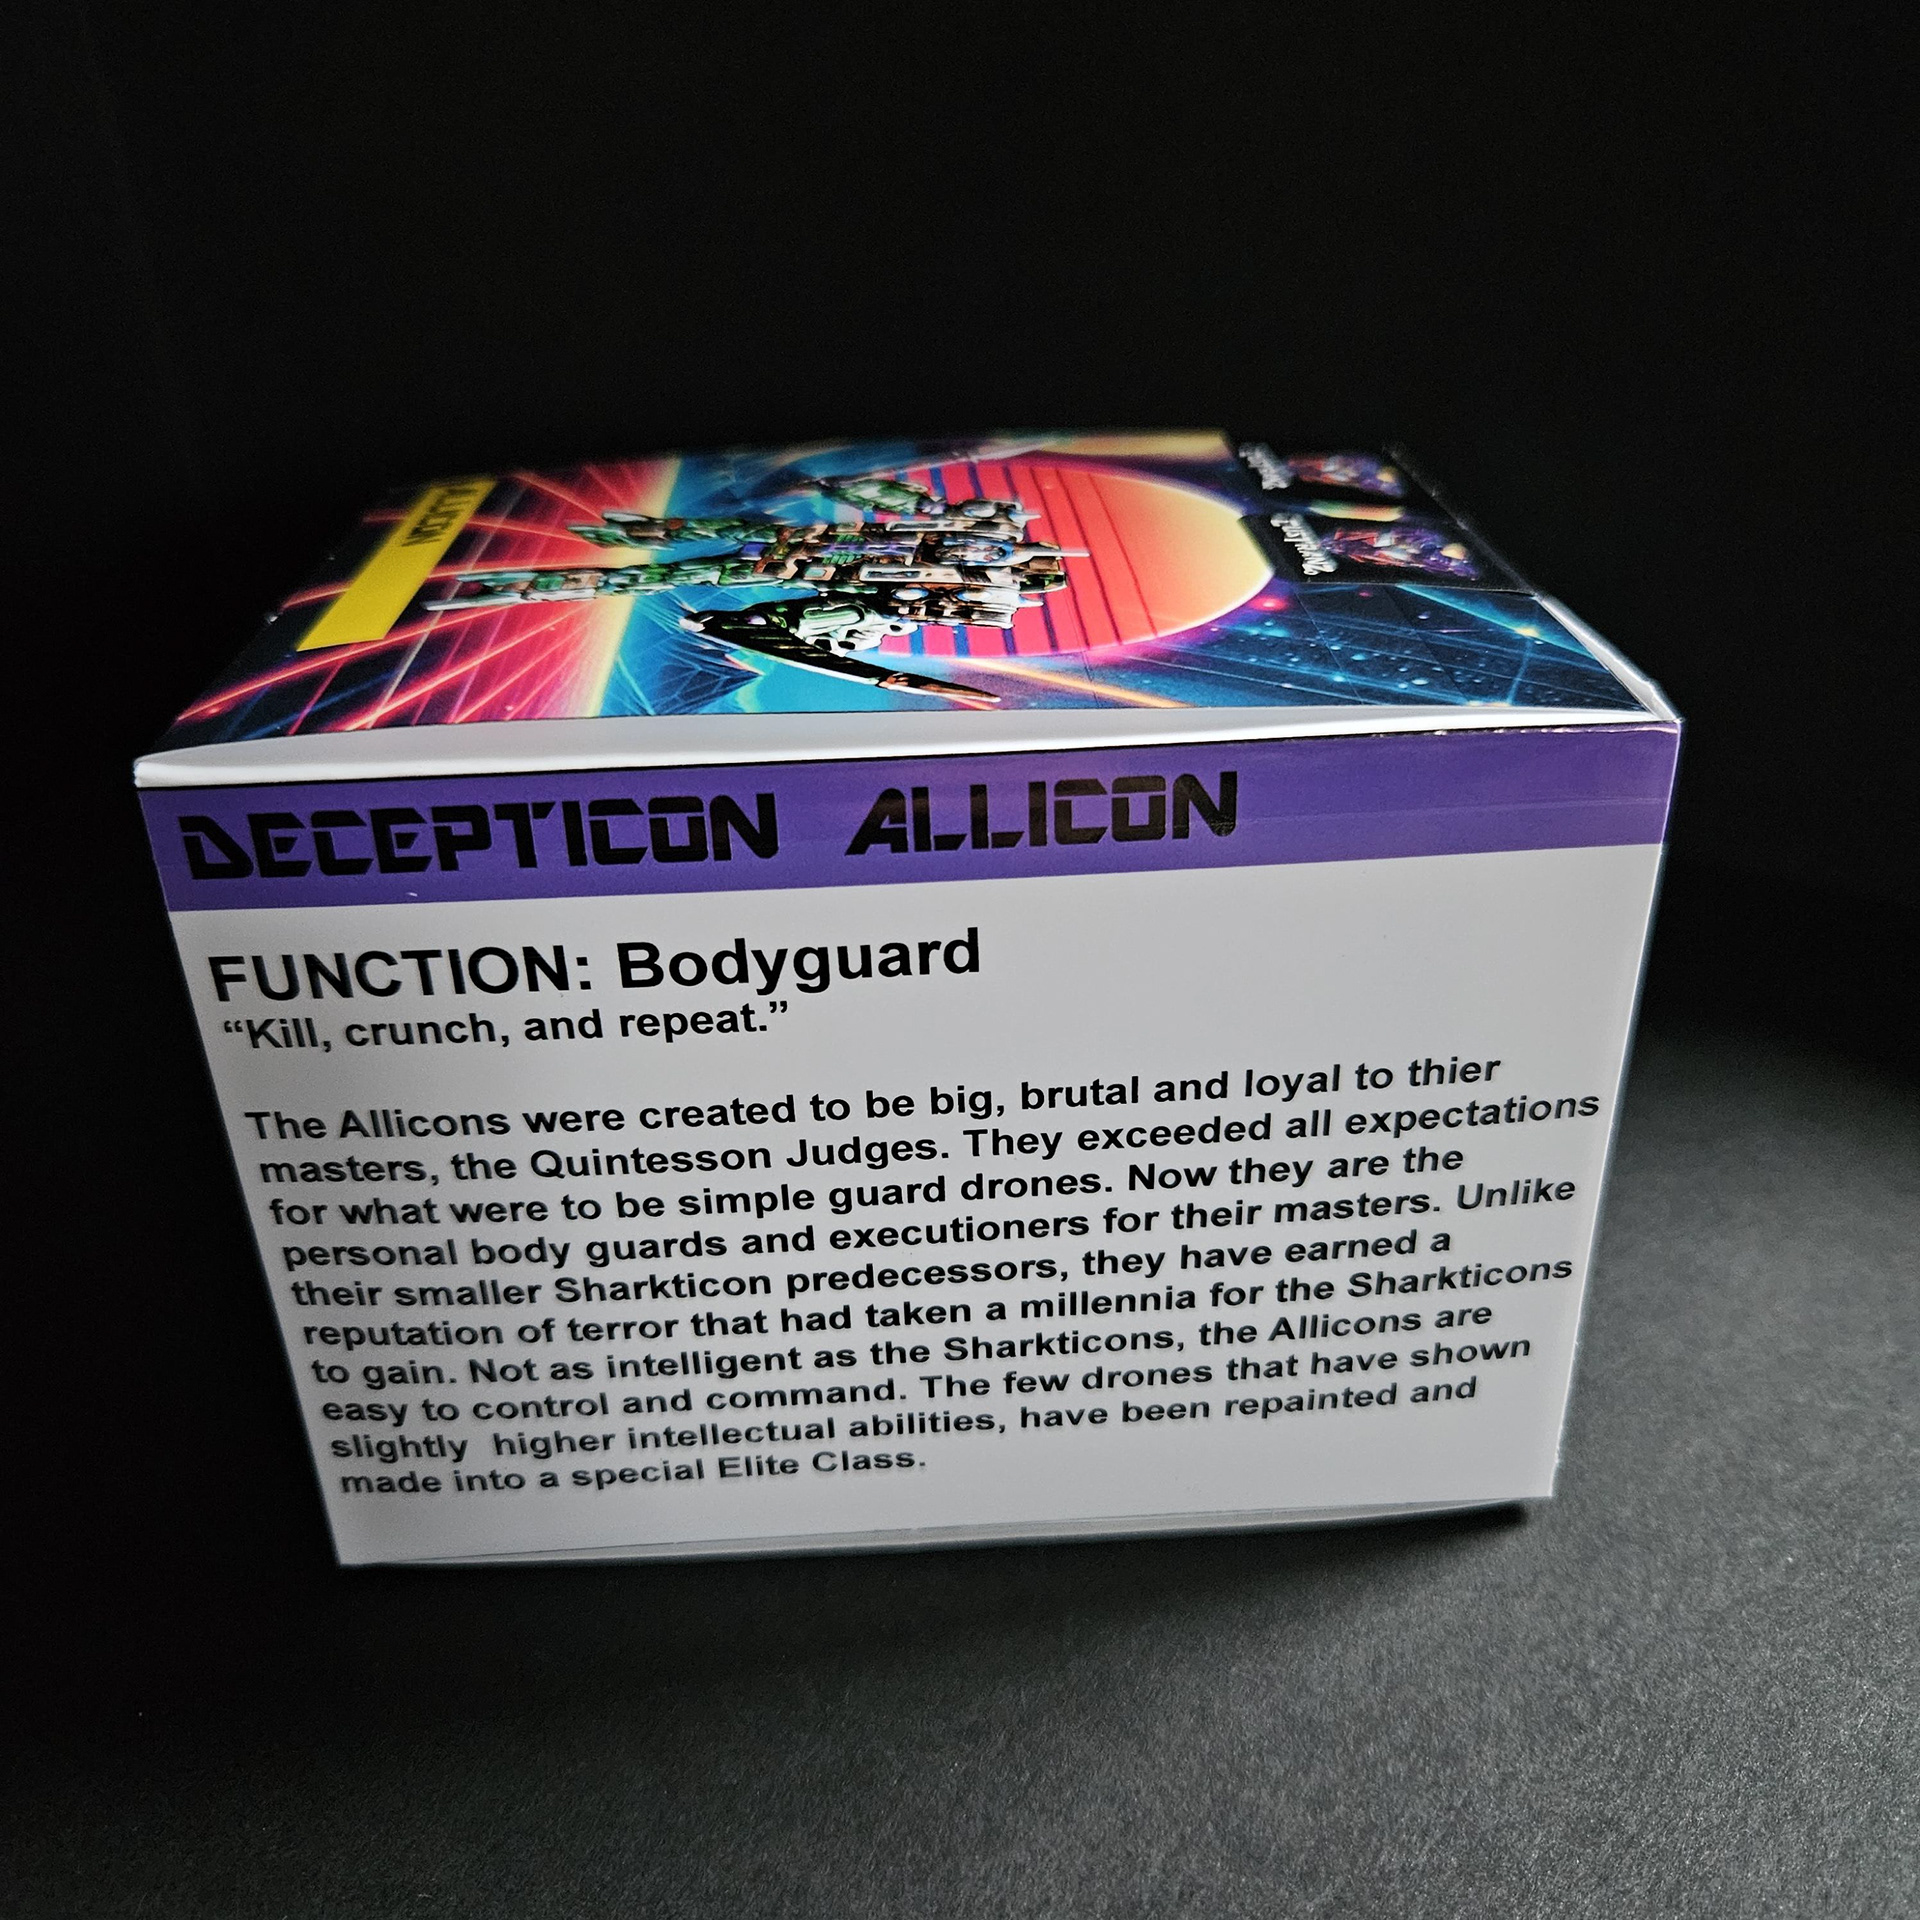 ALLICON
DECEPTICON ALLICON
FUNCTION: Bodyguard
“Kill, crunch, and repeat.”
The Allicons were created to be big, brutal and loyal to thier
masters, the Quintesson Judges. They exceeded all expectations
for what were to be simple guard drones. Now they are the
personal body guards and executioners for their masters. Unlike
their smaller Sharkticon predecessors, they have earned a
reputation of terror that had taken a millennia for the Sharkticons
to gain. Not as intelligent as the Sharkticons, the Allicons are
easy to control and command. The few drones that have shown
slightly  higher intellectual abilities, have been repainted and
made into a special Elite Class.